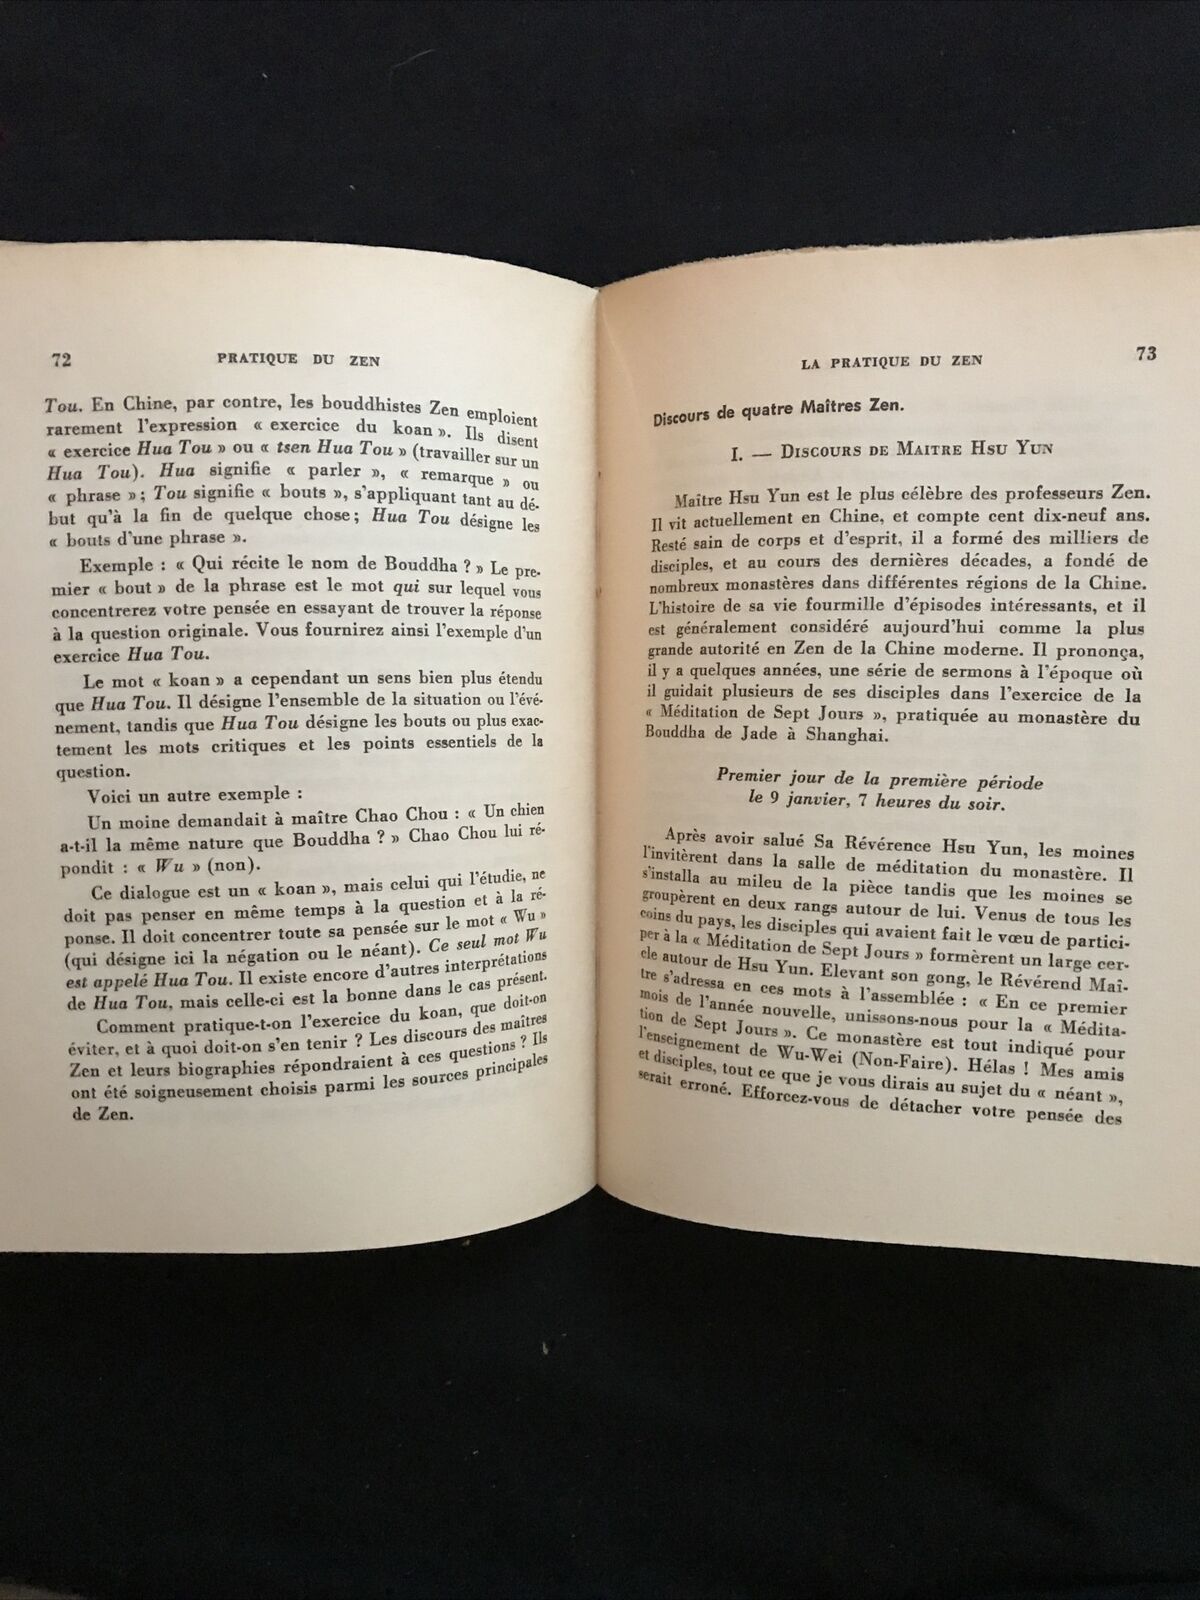 72
PRATIQUE DU ZEN
Tou. En Chine, par contre, les bouddhistes Zen emploient
rarement l'expression « exercice du koan ». Ils disent
« exercice Hua Tou » ou « tsen Hua Tou » (travailler sur un
Hua Tou). Hua signifie « parler », « remarque » ou
« phrase » ; Tou signifie « bouts », s'appliquant tant au dé-
but qu'à la fin de quelque chose ; Hua Tou désigne les
« bouts d'une phrase ».
Exemple : « Qui récite le nom de Bouddha ? » Le pre-
mier « bout » de la phrase est le mot qui sur lequel vous
concentrerez votre pensée en essayant de trouver la réponse
à la question originale. Vous fournirez ainsi l'exemple d'un
exercice Hua Tou.
Le mot « koan » a cependant un sens bien plus étendu
que Hua Tou. Il désigne l'ensemble de la situation ou l'évé-
nement, tandis que Hua Tou désigne les bouts ou plus exac-
tement les mots critiques et les points essentiels de la
question.
Voici un autre exemple :
Un moine demandait à maître Chao Chou : « Un chien
a-t-il la même nature que Bouddha ? » Chao Chou lui ré-
pondit : « Wu » (non).
Ce dialogue est un « koan », mais celui qui l'étudie, ne
doit pas penser en même temps à la question et à la ré-
ponse. Il doit concentrer toute sa pensée sur le mot « Wu »
(qui désigne ici la négation ou le néant). Ce seul mot Wu
est appelé Hua Tou. Il existe encore d'autres interprétations
de Hua Tou, mais celle-ci est la bonne dans le cas présent.
Comment pratique-t-on l'exercice du koan, que doit-on
éviter, et à quoi doit-on s'en tenir ? Les discours des maîtres
Zen et leurs biographies répondraient à ces questions ? Ils
ont été soigneusement choisis parmi les sources principales
de Zen.
LA PRATIQUE DU ZEN
73
Discours de quatre Maîtres Zen.
I. — DISCOURS DE MAITRE HSU YUN
Maître Hsu Yun est le plus célèbre des professeurs Zen.
Il vit actuellement en Chine, et compte cent dix-neuf ans.
Resté sain de corps et d'esprit, il a formé des milliers de
disciples, et au cours des dernières décades, a fondé de
nombreux monastères dans différentes régions de la Chine.
L'histoire de sa vie fourmille d'épisodes intéressants, et il
est généralement considéré aujourd'hui comme la plus
grande autorité en Zen de la Chine moderne. Il prononça,
il y a quelques années, une série de sermons à l'époque où
il guidait plusieurs de ses disciples dans l'exercice de la
« Méditation de Sept Jours », pratiquée au monastère du
Bouddha de Jade à Shanghai.
Premier jour de la première période
le 9 janvier, 7 heures du soir.
Après avoir salué Sa Révérence Hsu Yun, les moines
l'invitèrent dans la salle de méditation du monastère. Il
s'installa au mileu de la pièce tandis que les moines se
groupèrent en deux rangs autour de lui. Venus de tous les
coins du pays, les disciples qui avaient fait le vœu de partici-
per à la « Méditation de Sept Jours » formèrent un large cer-
cle autour de Hsu Yun. Elevant son gong, le Révérend Maî-
tre s'adressa en ces mots à l'assemblée : « En ce premier
mois de l'année nouvelle, unissons-nous pour la « Médita-
tion de Sept Jours ». Ce monastère est tout indiqué pour
l'enseignement de Wu-Wei (Non-Faire). Hélas ! Mes amis
et disciples, tout ce que je vous dirais au sujet du « néant »,
serait erroné. Efforcez-vous de détacher votre pensée des